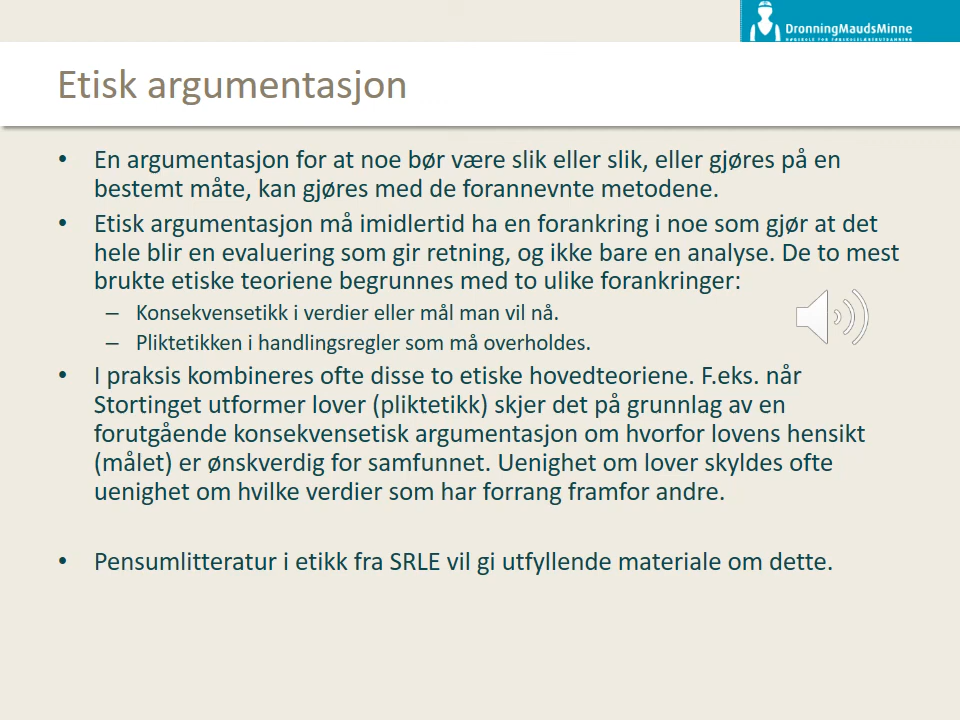 DronningMaudsMinne
HØGSKOLE FOR FØRSKOLELÆRERUTDANNING
Etisk argumentasjon
• En argumentasjon for at noe bør være slik eller slik, eller gjøres på en
bestemt måte, kan gjøres med de forannevnte metodene.
• Etisk argumentasjon må imidlertid ha en forankring i noe som gjør at det
hele blir en evaluering som gir retning, og ikke bare en analyse. De to mest
brukte etiske teoriene begrunnes med to ulike forankringer:
– Konsekvensetikk i verdier eller mål man vil nå.
– Pliktetikken i handlingsregler som må overholdes.
• I praksis kombineres ofte disse to etiske hovedteoriene. F.eks. når
Stortinget utformer lover (pliktetikk) skjer det på grunnlag av en
forutgående konsekvensetisk argumentasjon om hvorfor lovens hensikt
(målet) er ønskverdig for samfunnet. Uenighet om lover skyldes ofte
uenighet om hvilke verdier som har forrang framfor andre.
• Pensumlitteratur i etikk fra SRLE vil gi utfyllende materiale om dette.